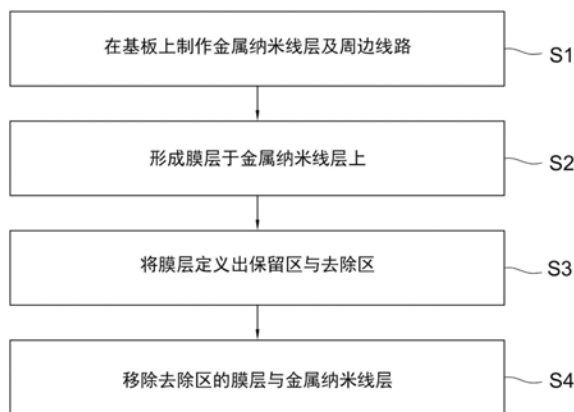 在基板上制作金属纳米线层及周边线路
S1
形成膜层于金属纳米线层上
S2
将膜层定义出保留区与去除区
S3
移除去除区的膜层与金属纳米线层
S4